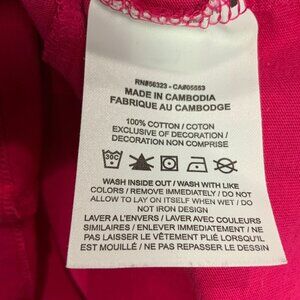 RN#56323 - CA#05553
MADE IN CAMBODIA
FABRIQUE AU CAMBODGE
100% COTTON / COTON
EXCLUSIVE OF DECORATION /
DECORATION NON COMPRISE
30C
WASH INSIDE OUT / WASH WITH LIKE
COLORS / REMOVE IMMEDIATELY / DO NOT
ALLOW TO LAY ON ITSELF WHEN WET / DO
NOT IRON DESIGN
LAVER A L'ENVERS / LAVER AVEC COULEURS
SIMILAIRES / ENLEVER IMMEDIATEMENT / NE
PAS LAISSER LE VÊTEMENT PLIÉ LORSQU'IL
EST MOUILLÉ / NE PAS REPASSER LE DESSIN